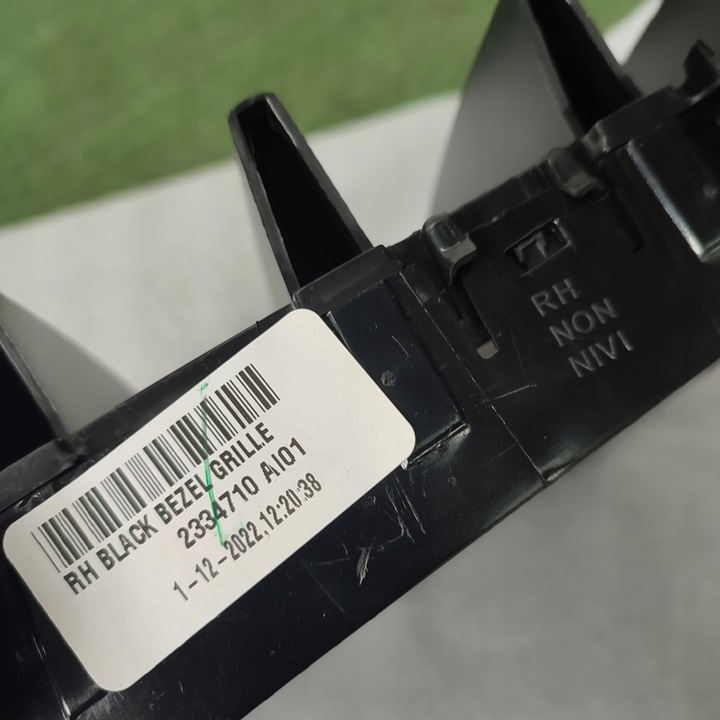 RH BLACK BEZEL GRILLE
2334710 AI01
1-12-2022,12:20:38
RH
NON
NIVI